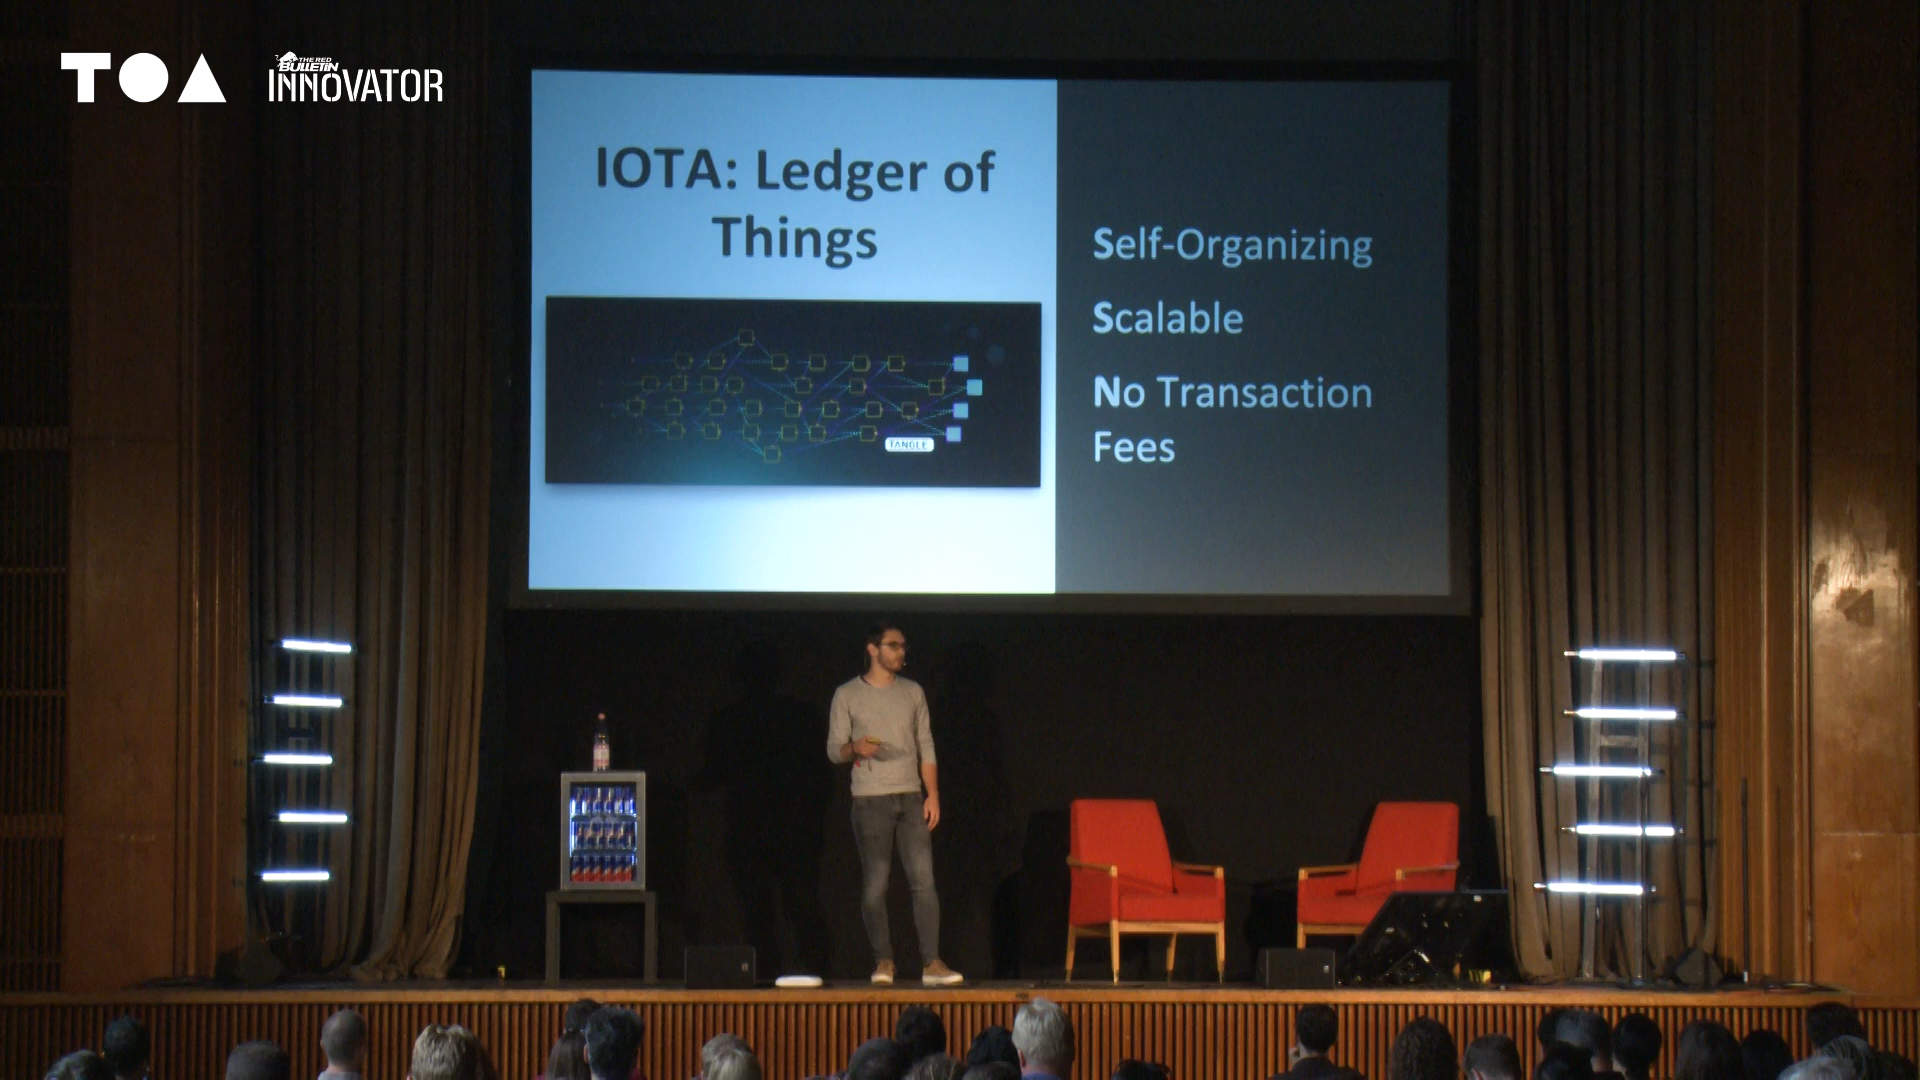 TOA
THE RED
BULLETIN
INNOVATOR
IOTA: Ledger of
Things
TANGLE
Self-Organizing
Scalable
No Transaction
Fees